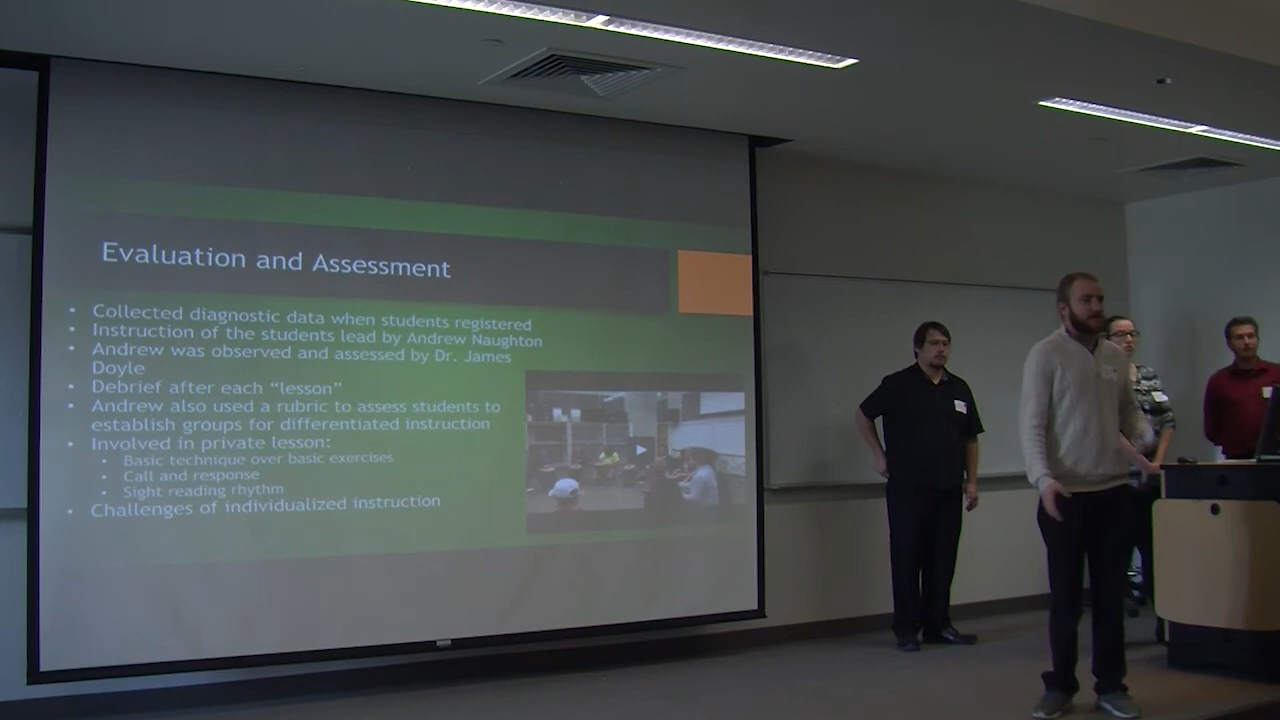 Evaluation and Assessment
• Collected diagnostic data when students registered
• Instruction of the students lead by Andrew Naughton
• Andrew was observed and assessed by Dr. James
Doyle
• Debrief after each “lesson”
• Andrew also used a rubric to assess students to
establish groups for differentiated instruction
• Involved in private lesson:
• Basic technique over basic exercises
• Call and response
• Sight reading rhythm
• Challenges of individualized instruction